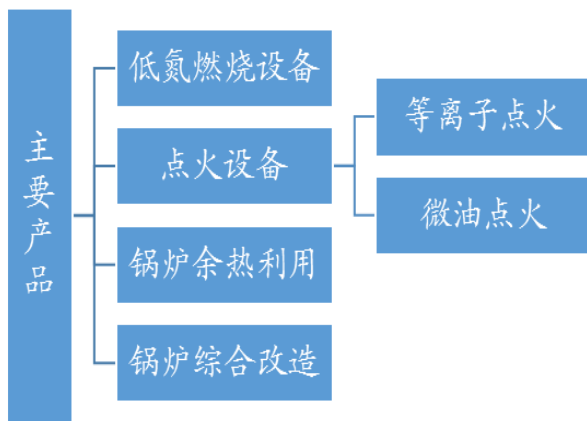 主要产品
低氮燃烧设备
点火设备
等离子点火
微油点火
锅炉余热利用
锅炉综合改造